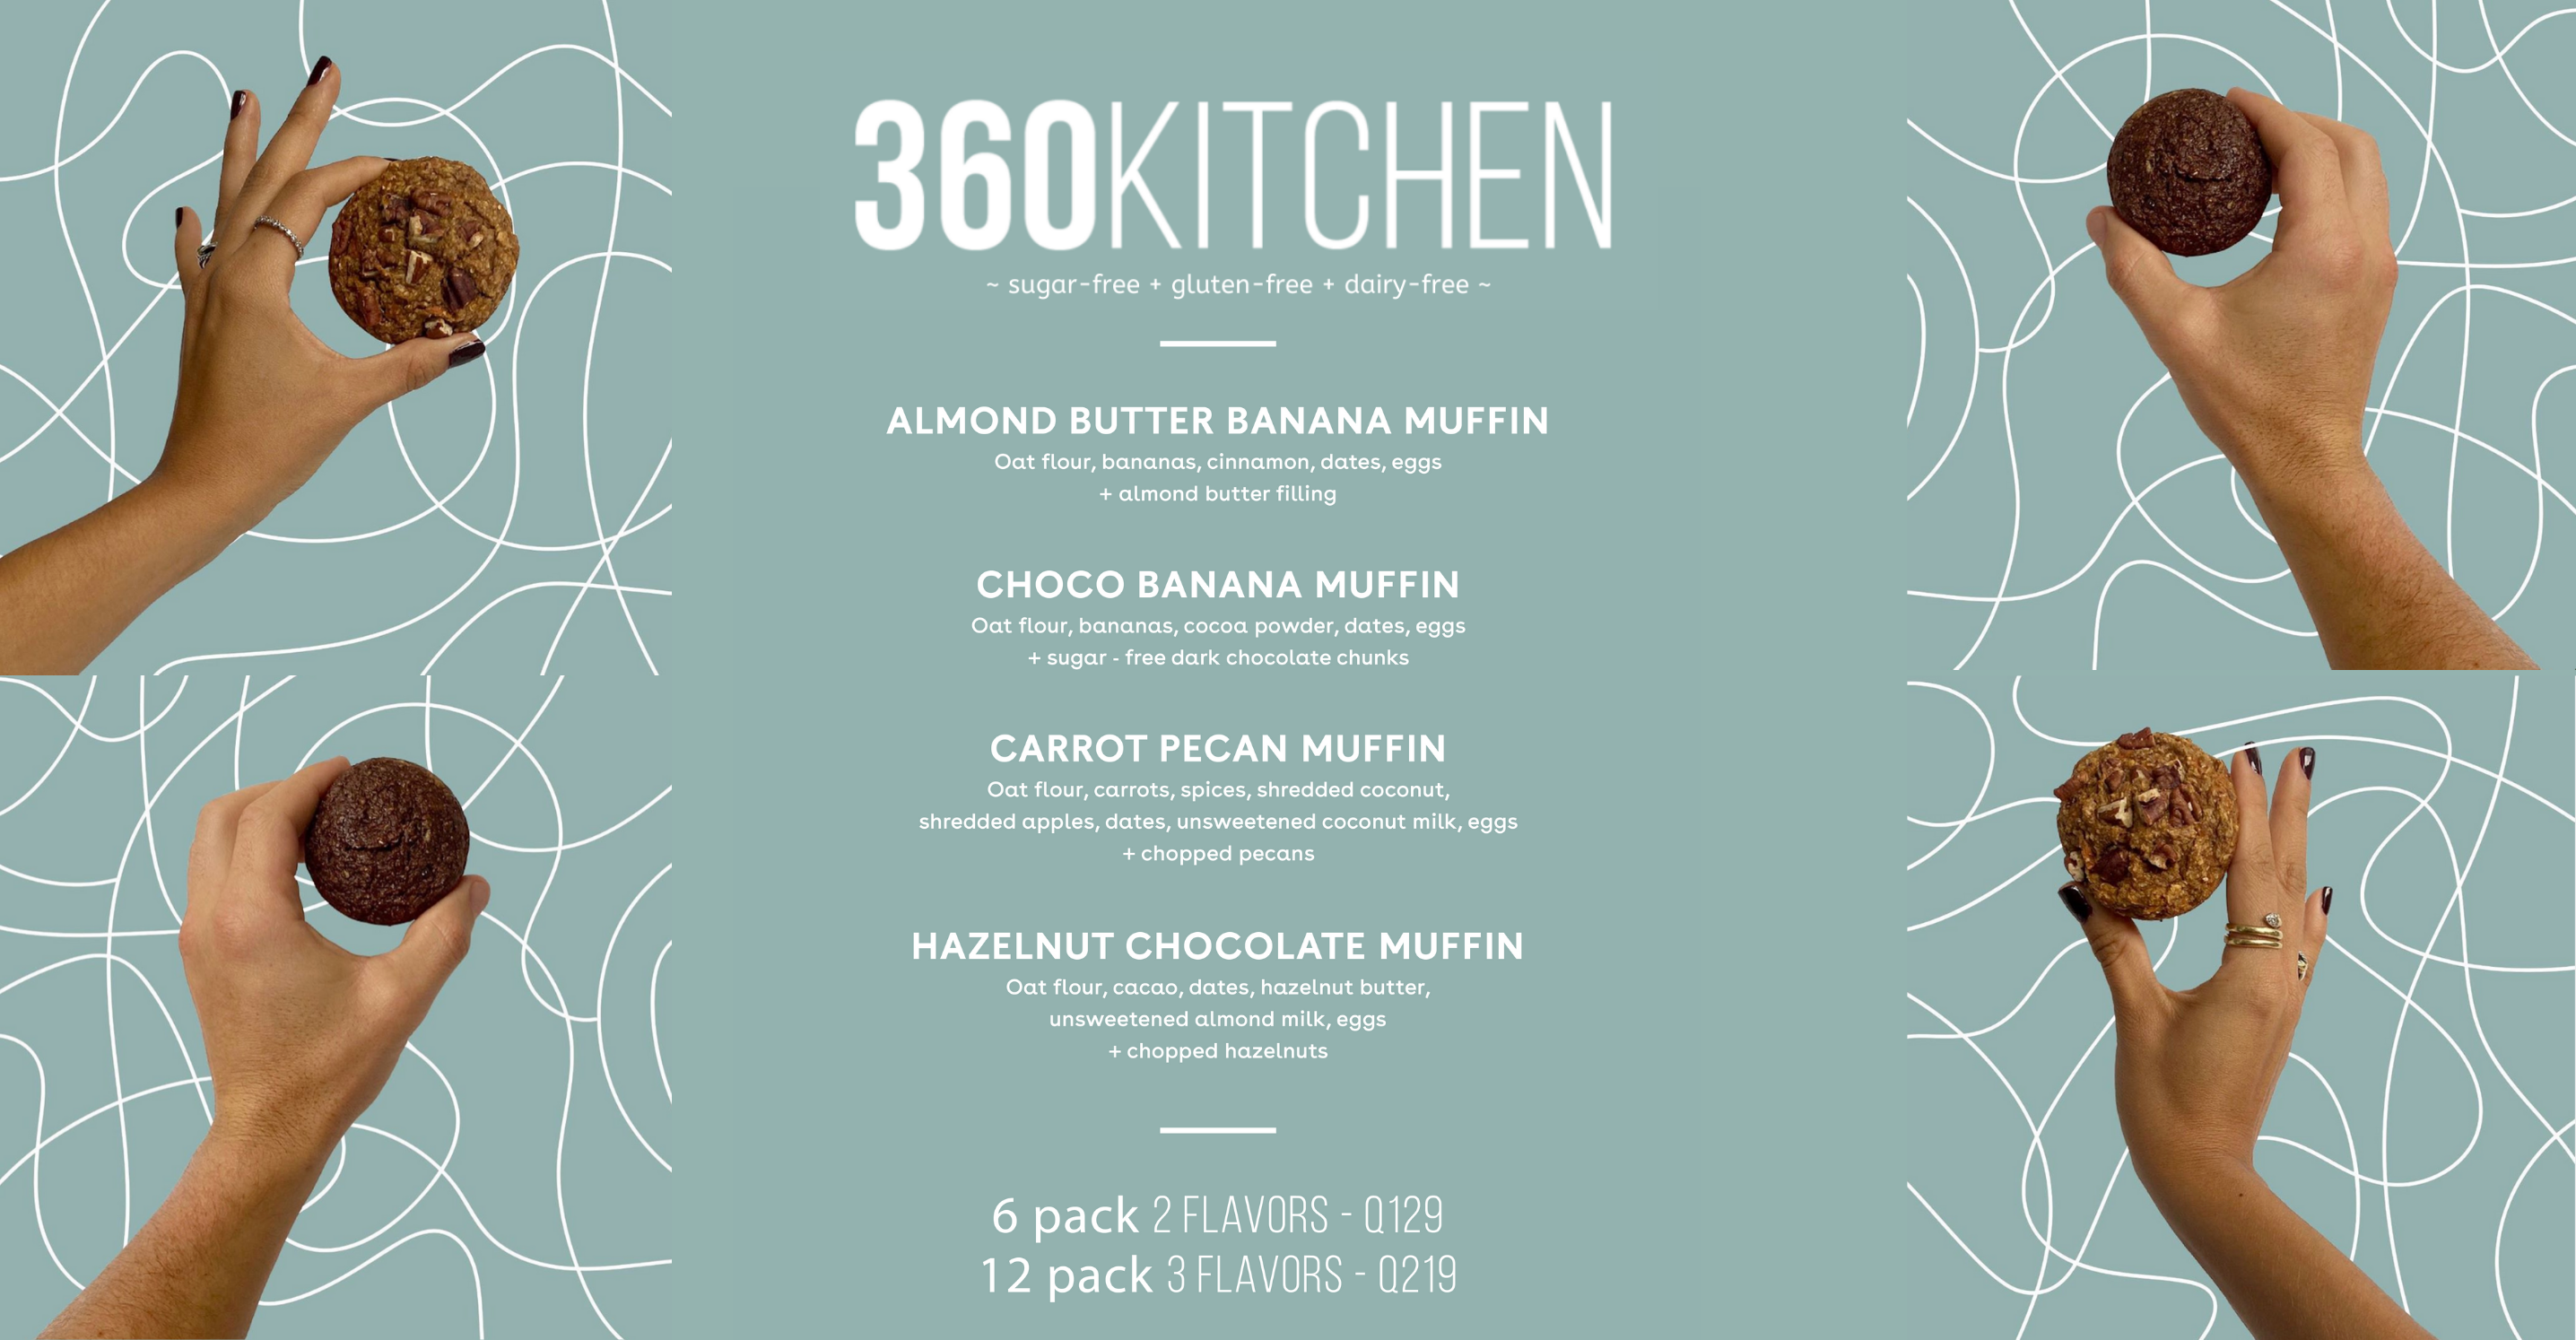 360KITCHEN
~ sugar-free + gluten-free + dairy-free ~
ALMOND BUTTER BANANA MUFFIN
Oat flour, bananas, cinnamon, dates, eggs
+ almond butter filling
CHOCO BANANA MUFFIN
Oat flour, bananas, cocoa powder, dates, eggs
+ sugar - free dark chocolate chunks
CARROT PECAN MUFFIN
Oat flour, carrots, spices, shredded coconut,
shredded apples, dates, unsweetened coconut milk, eggs
+ chopped pecans
HAZELNUT CHOCOLATE MUFFIN
Oat flour, cacao, dates, hazelnut butter,
unsweetened almond milk, eggs
+ chopped hazelnuts
6 pack 2 FLAVORS - Q129
12 pack 3 FLAVORS - Q219